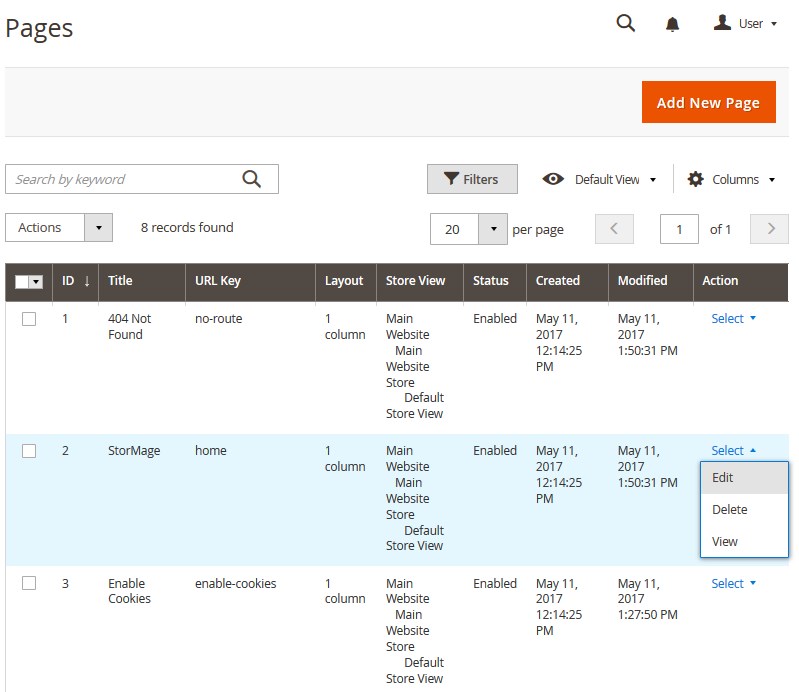 Pages
User
Add New Page
Search by keyword
Filters
Default View
Columns
Actions
8 records found
20
per page
1
of 1
ID ↓ Title URL Key Layout Store View Status Created Modified Action
1 404 Not no-route 1 Main Enabled May 11, May 11, Select
Found column Website 2017 2017
Main 12:14:25 1:50:31 PM
Website PM
Store
Default
Store View
2 StorMage home 1 Main Enabled May 11, May 11, Select
column Website 2017 2017 Edit
Main 12:14:25 1:50:31 PM
Website PM
Store Delete
Default
Store View View
3 Enable enable-cookies 1 Main Enabled May 11, May 11, Select
Cookies column Website 2017 2017
Main 12:14:25 1:27:50 PM
Website PM
Store
Default
Store View